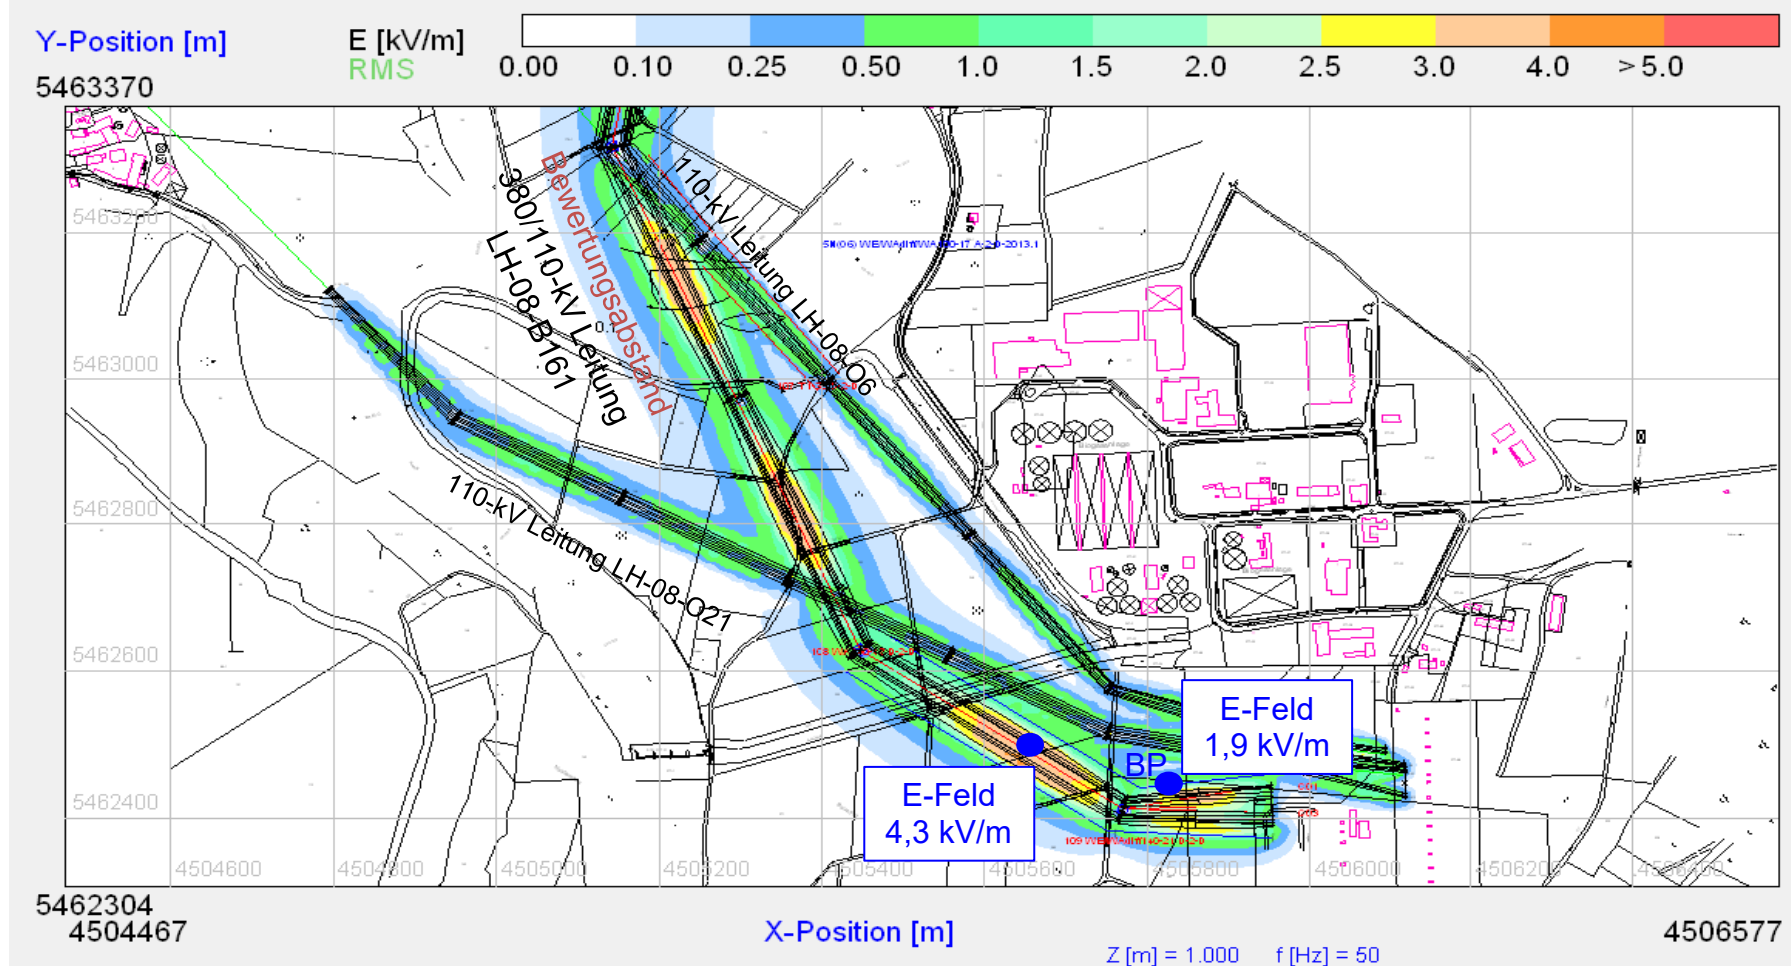 Y-Position [m]
E [kV/m]
RMS
0.00
0.10
0.25
0.50
1.0
1.5
2.0
2.5
3.0
4.0
> 5.0
5463370
5463200
5463000
5462800
5462600
5462400
Bewertungsabstand
380/110-kV Leitung
LH-08-B161
110-kV Leitung LH-08-O6
110-kV Leitung LH-08-O21
0.1
E-Feld
1,9 kV/m
BP
E-Feld
4,3 kV/m
4504600
4504800
4505000
4505200
4505400
4505600
4505800
4506000
4506200
4506400
5462304
4504467
X-Position [m]
4506577
Z [m] = 1.000
f [Hz] = 50